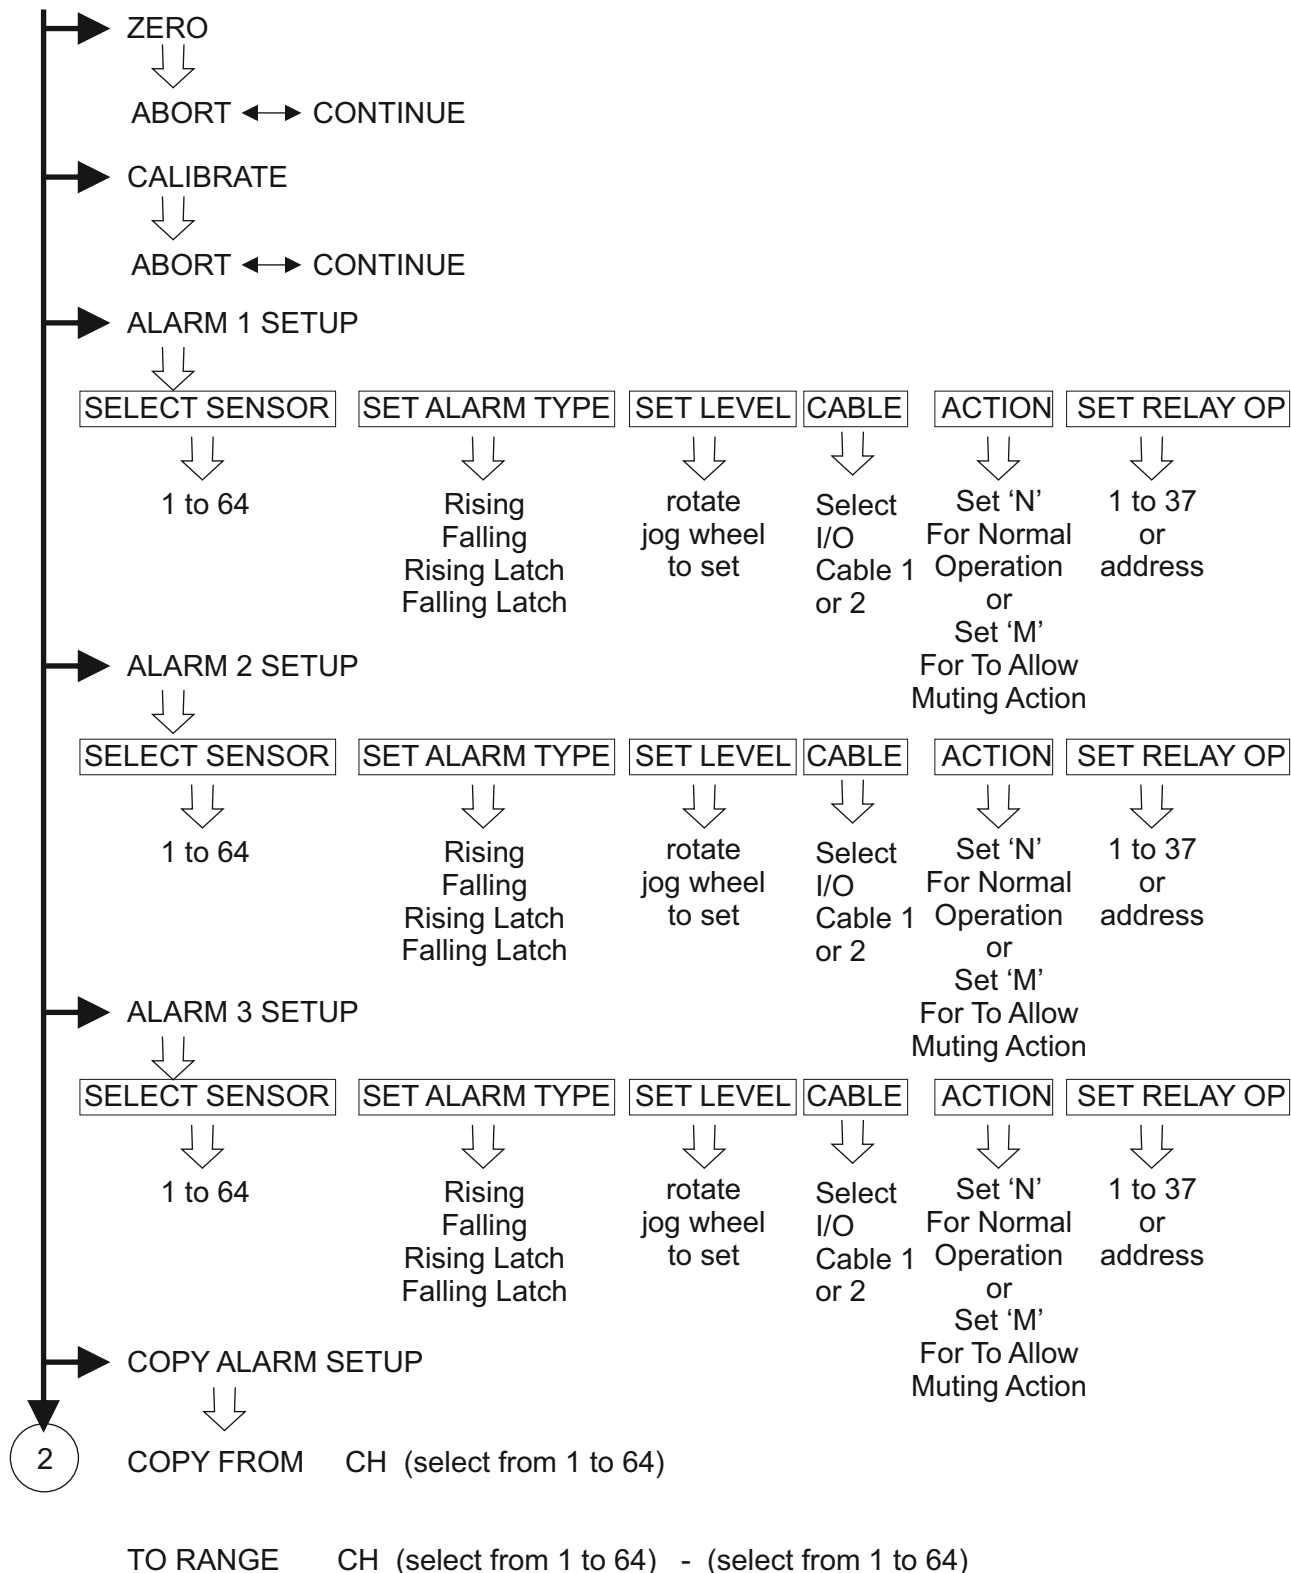 ZERO
ABORT CONTINUE
CALIBRATE
ABORT CONTINUE
ALARM 1 SETUP
SELECT SENSOR SET ALARM TYPE SET LEVEL CABLE ACTION SET RELAY OP
1 to 64
Rising
Falling
Rising Latch
Falling Latch
rotate
jog wheel
to set
Select
I/O
Cable 1
or 2
Set ‘N’
For Normal
Operation
or
Set ‘M’
For To Allow
Muting Action
1 to 37
or
address
ALARM 2 SETUP
SELECT SENSOR SET ALARM TYPE SET LEVEL CABLE ACTION SET RELAY OP
1 to 64
Rising
Falling
Rising Latch
Falling Latch
rotate
jog wheel
to set
Select
I/O
Cable 1
or 2
Set ‘N’
For Normal
Operation
or
Set ‘M’
For To Allow
Muting Action
1 to 37
or
address
ALARM 3 SETUP
SELECT SENSOR SET ALARM TYPE SET LEVEL CABLE ACTION SET RELAY OP
1 to 64
Rising
Falling
Rising Latch
Falling Latch
rotate
jog wheel
to set
Select
I/O
Cable 1
or 2
Set ‘N’
For Normal
Operation
or
Set ‘M’
For To Allow
Muting Action
1 to 37
or
address
COPY ALARM SETUP
2
COPY FROM CH (select from 1 to 64)
TO RANGE CH (select from 1 to 64) - (select from 1 to 64)